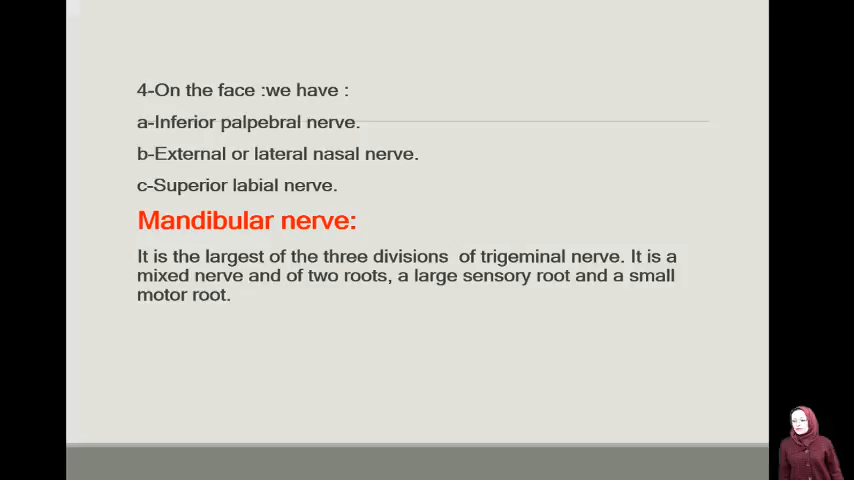 4-On the face :we have :
a-Inferior palpebral nerve.
b-External or lateral nasal nerve.
c-Superior labial nerve.
Mandibular nerve:
It is the largest of the three divisions  of trigeminal nerve. It is a
mixed nerve and of two roots, a large sensory root and a small
motor root.